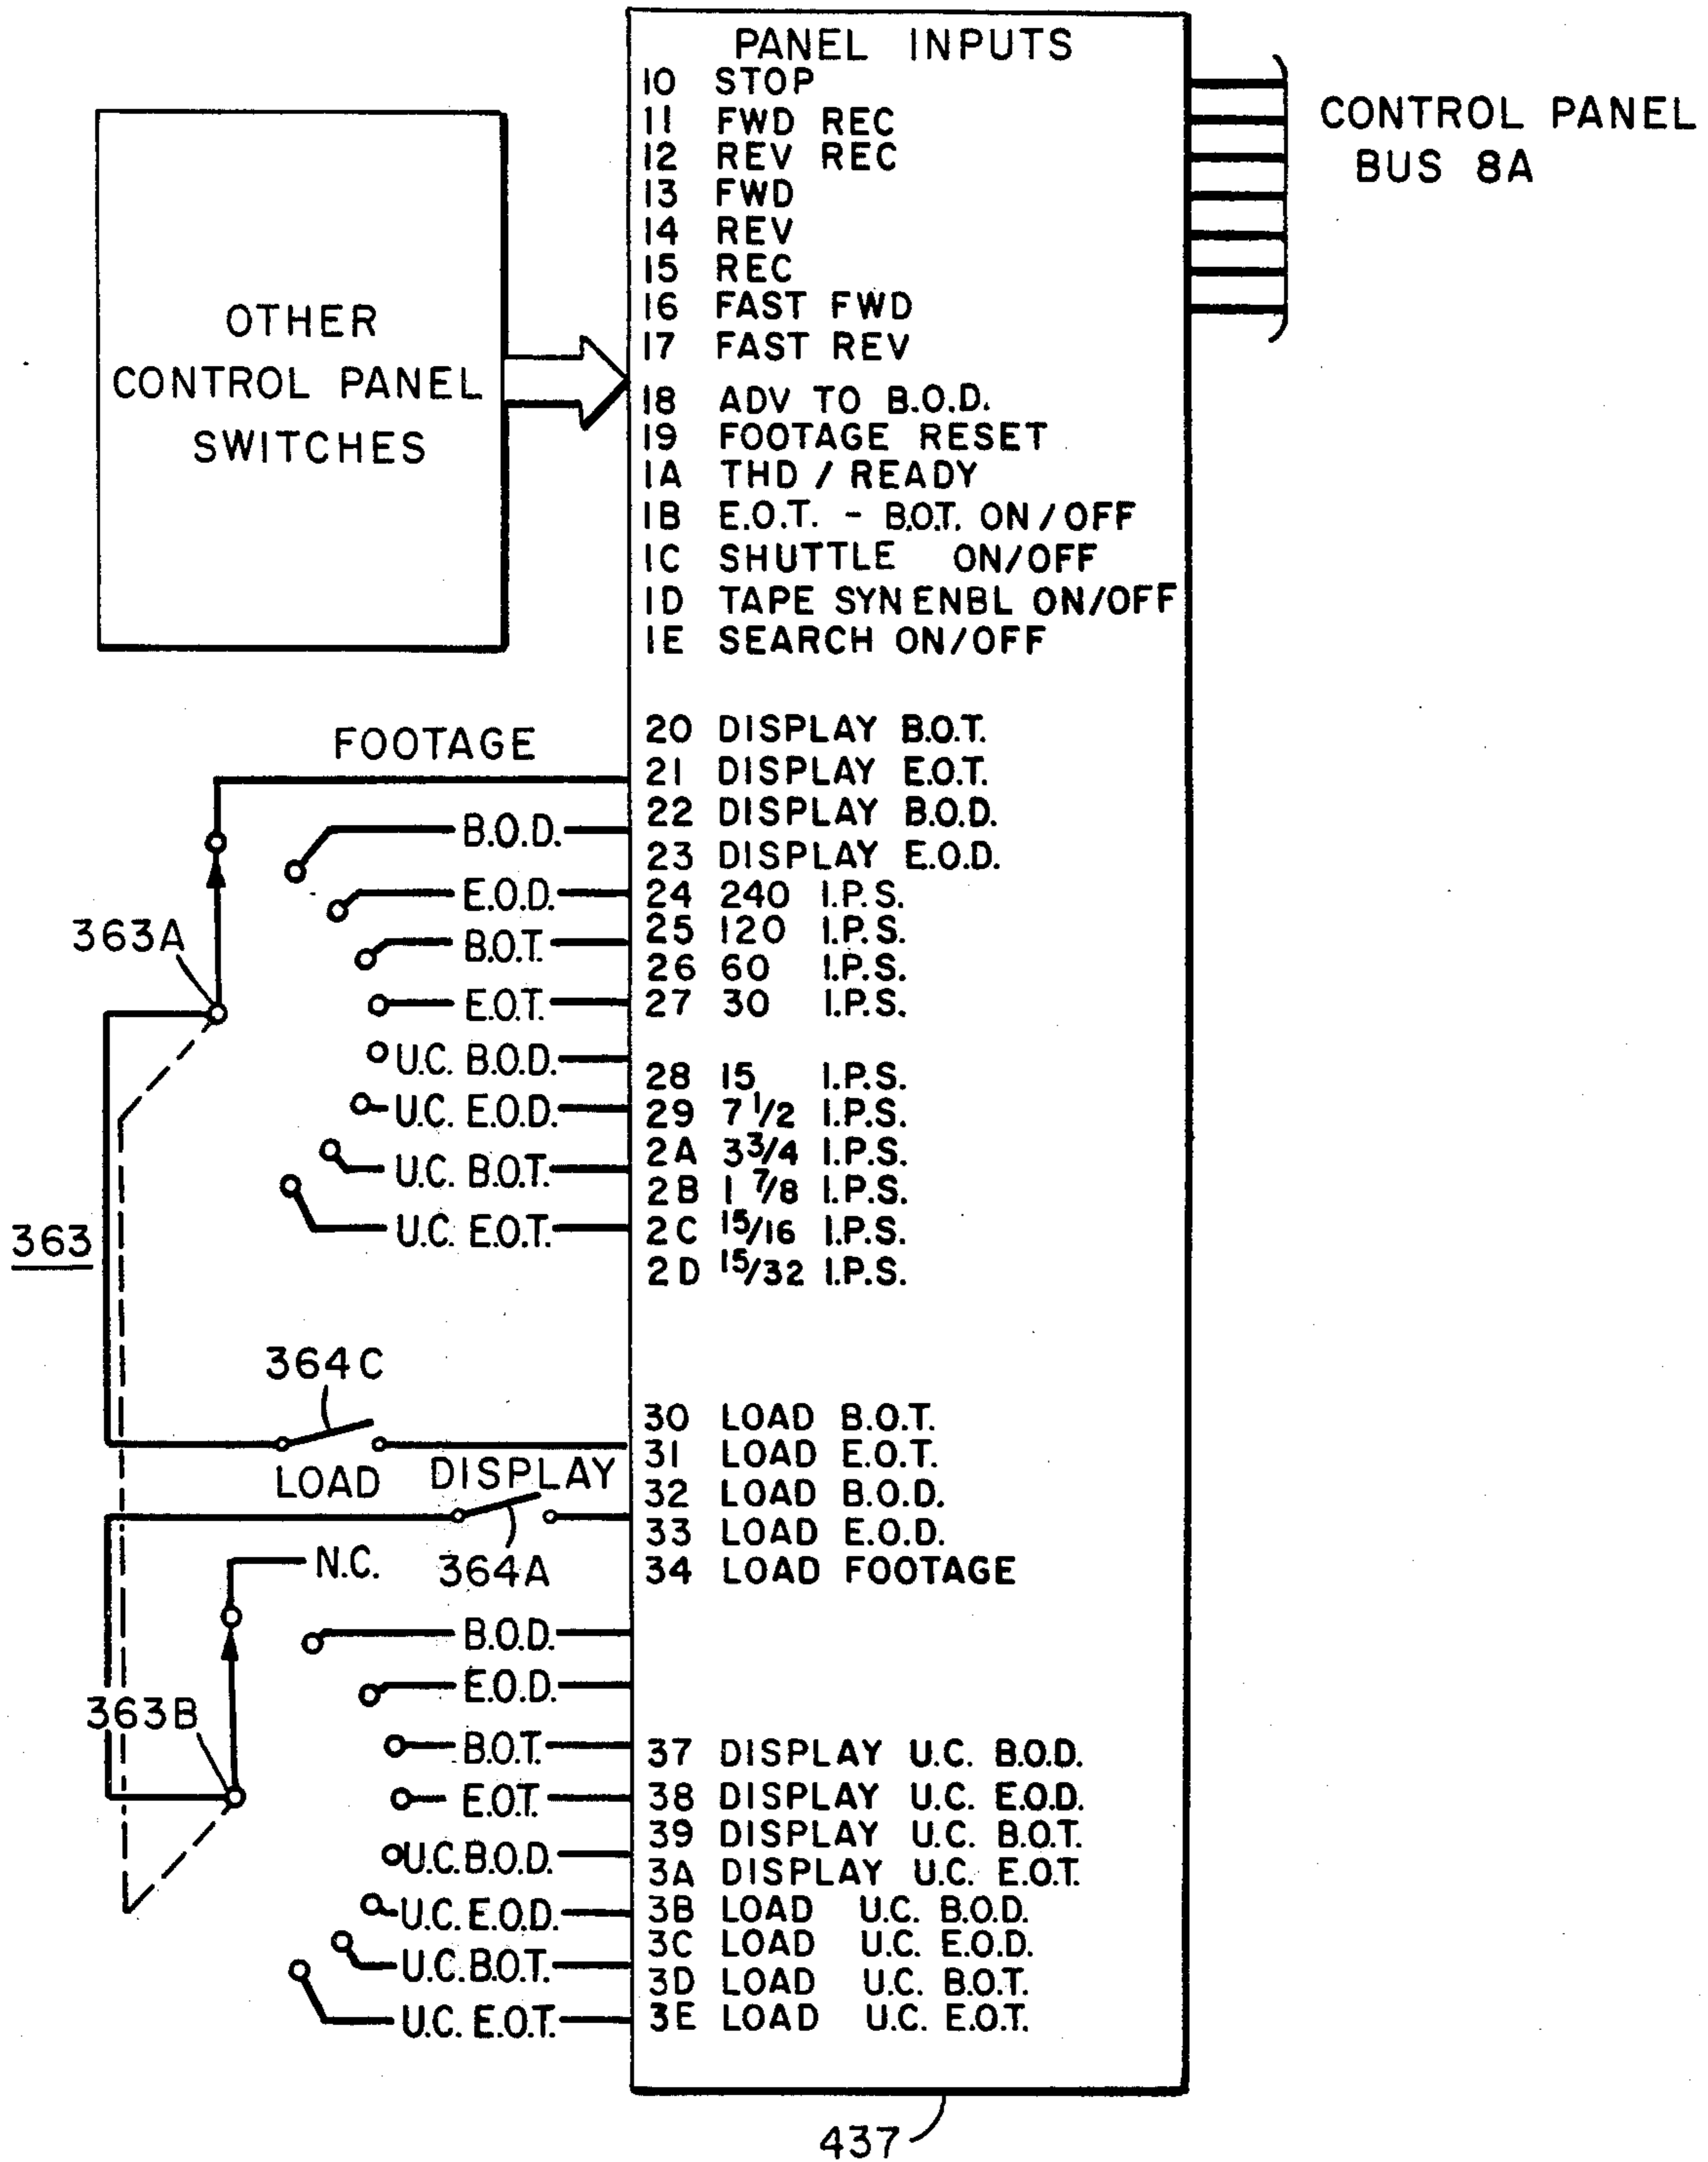 PANEL INPUTS
10 STOP
11 FWD REC
12 REV REC
13 FWD
14 REV
15 REC
16 FAST FWD
17 FAST REV
18 ADV TO B.O.D.
19 FOOTAGE RESET
1A THD / READY
1B E.O.T. - B.O.T. ON/OFF
1C SHUTTLE ON/OFF
1D TAPE SYN ENBL ON/OFF
1E SEARCH ON/OFF
20 DISPLAY B.O.T.
21 DISPLAY E.O.T.
22 DISPLAY B.O.D.
23 DISPLAY E.O.D.
24 240 I.P.S.
25 120 I.P.S.
26 60 I.P.S.
27 30 I.P.S.
28 15 I.P.S.
29 7 1/2 I.P.S.
2A 3 3/4 I.P.S.
2B 1 7/8 I.P.S.
2C 15/16 I.P.S.
2D 15/32 I.P.S.
30 LOAD B.O.T.
31 LOAD E.O.T.
32 LOAD B.O.D.
33 LOAD E.O.D.
34 LOAD FOOTAGE
37 DISPLAY U.C. B.O.D.
38 DISPLAY U.C. E.O.D.
39 DISPLAY U.C. B.O.T.
3A DISPLAY U.C. E.O.T.
3B LOAD U.C. B.O.D.
3C LOAD U.C. E.O.D.
3D LOAD U.C. B.O.T.
3E LOAD U.C. E.O.T.
CONTROL PANEL
BUS 8A
OTHER
CONTROL PANEL
SWITCHES
FOOTAGE
B.O.D.
E.O.D.
363A
B.O.T.
E.O.T.
U.C. B.O.D.
U.C. E.O.D.
U.C. B.O.T.
U.C. E.O.T.
363
364C
LOAD
DISPLAY
364A
N.C.
B.O.D.
E.O.D.
363B
B.O.T.
E.O.T.
U.C.B.O.D.
U.C.E.O.D.
U.C.B.O.T.
U.C. E.O.T.
437